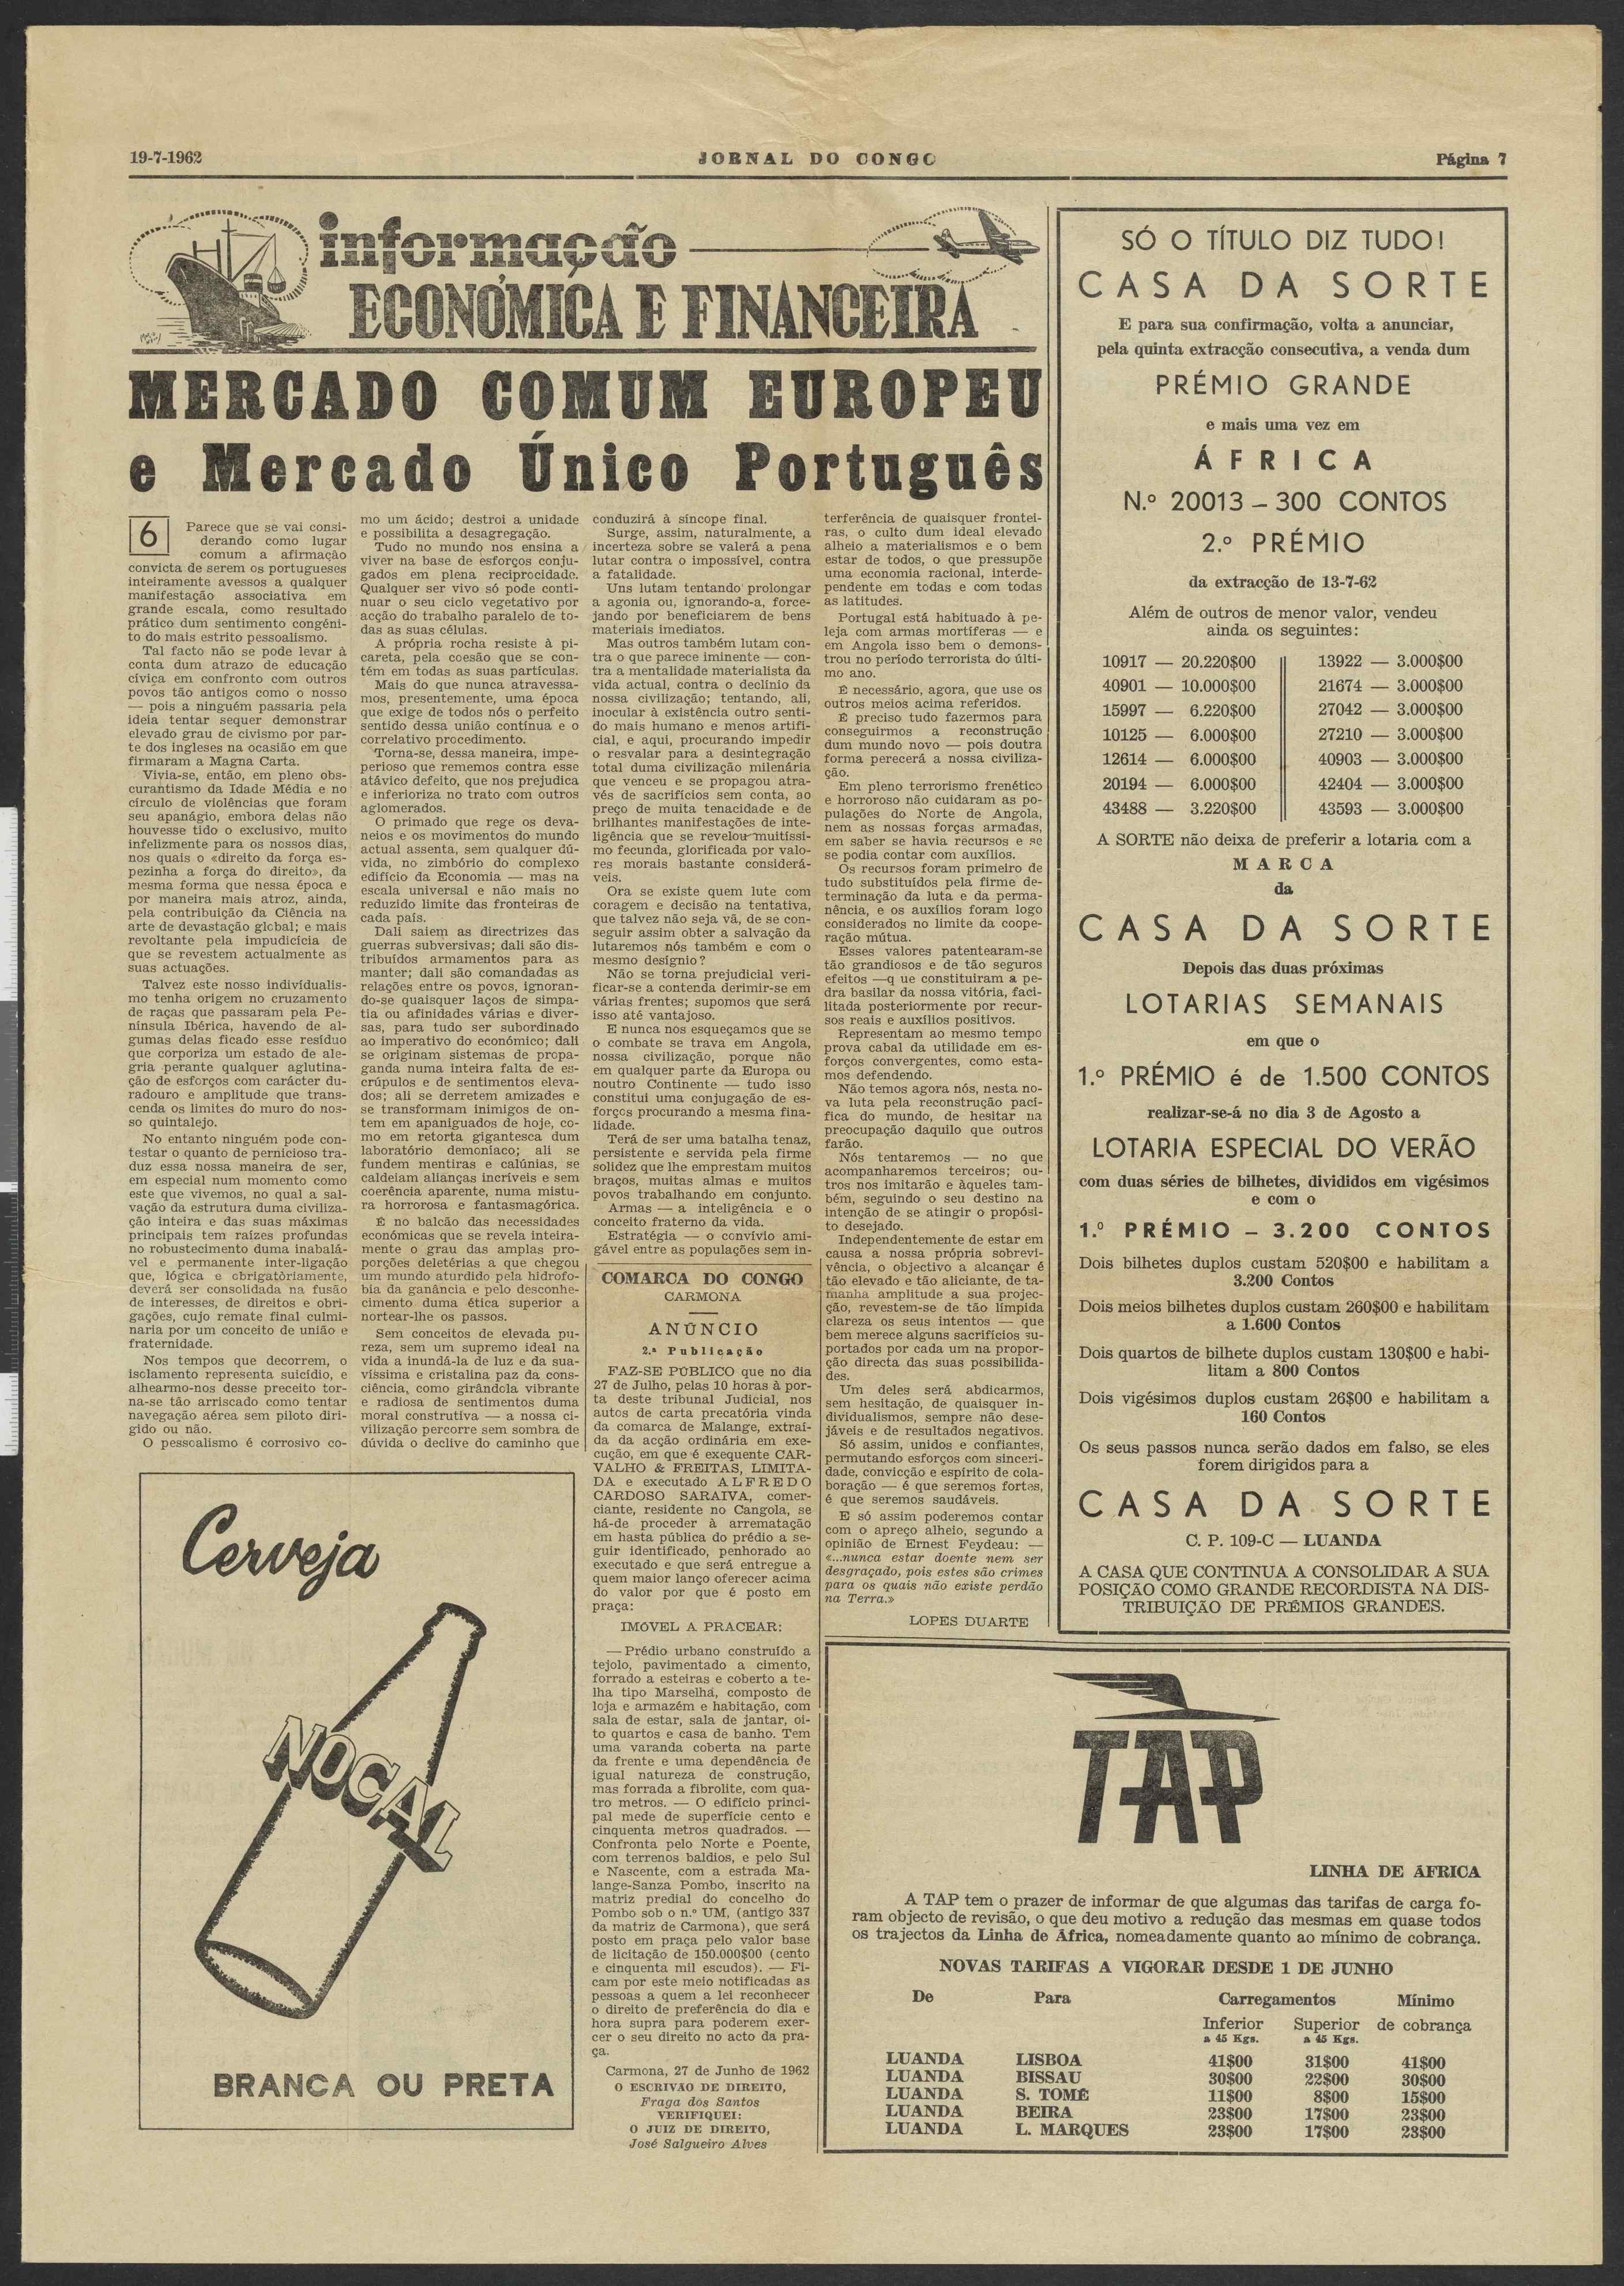 19-7-1962
JORNAL DO CONGO
Página 7
informação
ECONÓMICA E FINANCEIRA
MERCADO COMUM EUROPEU
e Mercado Único Português
6
Parece que se vai consi-
derando como lugar
comum a afirmação
convicta de serem os portugueses
inteiramente avessos a qualquer
manifestação associativa em
grande escala, como resultado
prático dum sentimento congéni-
to do mais estrito pessoalismo.
Tal facto não se pode levar à
conta dum atrazo de educação
cívica em confronto com outros
povos tão antigos como o nosso
— pois a ninguém passaria pela
ideia tentar sequer demonstrar
elevado grau de civismo por par-
te dos ingleses na ocasião em que
firmaram a Magna Carta.
Vivia-se, então, em pleno obs-
curantismo da Idade Média e no
círculo de violências que foram
seu apanágio, embora delas não
houvesse tido o exclusivo, muito
infelizmente para os nossos dias,
nos quais o «direito da força es-
pezinha a força do direito», da
mesma forma que nessa época e
por maneira mais atroz, ainda,
pela contribuição da Ciência na
arte de devastação global; e mais
revoltante pela impudicícia de
que se revestem actualmente as
suas actuações.
Talvez este nosso individualis-
mo tenha origem no cruzamento
de raças que passaram pela Pe-
nínsula Ibérica, havendo de al-
gumas delas ficado esse resíduo
que corporiza um estado de ale-
gria perante qualquer aglutina-
ção de esforços com carácter du-
radouro e amplitude que trans-
cenda os limites do muro do nos-
so quintalejo.
No entanto ninguém pode con-
testar o quanto de pernicioso tra-
duz essa nossa maneira de ser,
em especial num momento como
este que vivemos, no qual a sal-
vação da estrutura duma civiliza-
ção inteira e das suas máximas
principais tem raízes profundas
no robustecimento duma inabalá-
vel e permanente inter-ligação
que, lógica e obrigatòriamente,
deverá ser consolidada na fusão
de interesses, de direitos e obri-
gações, cujo remate final culmi-
naria por um conceito de união e
fraternidade.
Nos tempos que decorrem, o
isolamento representa suicídio, e
alhearmo-nos desse preceito tor-
na-se tão arriscado como tentar
navegação aérea sem piloto diri-
gido ou não.
O pessoalismo é corrosivo co-
mo um ácido; destroi a unidade
e possibilita a desagregação.
Tudo no mundo nos ensina a
viver na base de esforços conju-
gados em plena reciprocidade.
Qualquer ser vivo só pode conti-
nuar o seu ciclo vegetativo por
acção do trabalho paralelo de to-
das as suas células.
A própria rocha resiste à pi-
careta, pela coesão que se con-
tém em todas as suas partículas.
Mais do que nunca atravessa-
mos, presentemente, uma época
que exige de todos nós o perfeito
sentido dessa união contínua e o
correlativo procedimento.
Torna-se, dessa maneira, impe-
perioso que rememos contra esse
atávico defeito, que nos prejudica
e inferioriza no trato com outros
aglomerados.
O primado que rege os deva-
neios e os movimentos do mundo
actual assenta, sem qualquer dú-
vida, no zimbório do complexo
edifício da Economia — mas na
escala universal e não mais no
reduzido limite das fronteiras de
cada país.
Dali saiem as directrizes das
guerras subversivas; dali são dis-
tribuídos armamentos para as
manter; dali são comandadas as
relações entre os povos, ignoran-
do-se quaisquer laços de simpa-
tia ou afinidades várias e diver-
sas, para tudo ser subordinado
ao imperativo do económico; dali
se originam sistemas de propa-
ganda numa inteira falta de es-
crúpulos e de sentimentos eleva-
dos; ali se derretem amizades e
se transformam inimigos de on-
tem em apaniguados de hoje, co-
mo em retorta gigantesca dum
laboratório demoníaco; ali se
fundem mentiras e calúnias, se
caldeiam alianças incríveis e sem
coerência aparente, numa mistu-
ra horrorosa e fantasmagórica.
É no balcão das necessidades
económicas que se revela inteira-
mente o grau das amplas pro-
porções deletérias a que chegou
um mundo aturdido pela hidrofo-
bia da ganância e pelo desconhe-
cimento duma ética superior a
nortear-lhe os passos.
Sem conceitos de elevada pu-
reza, sem um supremo ideal na
vida a inundá-la de luz e da sua-
víssima e cristalina paz da cons-
ciência, como girândola vibrante
e radiosa de sentimentos duma
moral construtiva — a nossa ci-
vilização percorre sem sombra de
dúvida o declive do caminho que
conduzirá à síncope final.
Surge, assim, naturalmente, a
incerteza sobre se valerá a pena
lutar contra o impossível, contra
a fatalidade.
Uns lutam tentando prolongar
a agonia ou, ignorando-a, force-
jando por beneficiarem de bens
materiais imediatos.
Mas outros também lutam con-
tra o que parece iminente — con-
tra a mentalidade materialista da
vida actual, contra o declínio da
nossa civilização; tentando, ali,
inocular à existência outro senti-
do mais humano e menos artifi-
cial, e aqui, procurando impedir
o resvalar para a desintegração
total duma civilização milenária
que venceu e se propagou atra-
vés de sacrifícios sem conta, ao
preço de muita tenacidade e de
brilhantes manifestações de inte-
ligência que se revelou muitíssi-
mo fecunda, glorificada por valo-
res morais bastante considerá-
veis.
Ora se existe quem lute com
coragem e decisão na tentativa,
que talvez não seja vã, de se con-
seguir assim obter a salvação da
lutaremos nós também e com o
mesmo desígnio?
Não se torna prejudicial veri-
ficar-se a contenda derimir-se em
várias frentes; supomos que será
isso até vantajoso.
E nunca nos esqueçamos que se
o combate se trava em Angola,
nossa civilização, porque não
em qualquer parte da Europa ou
noutro Continente — tudo isso
constitui uma conjugação de es-
forços procurando a mesma fina-
lidade.
Terá de ser uma batalha tenaz,
persistente e servida pela firme
solidez que lhe emprestam muitos
braços, muitas almas e muitos
povos trabalhando em conjunto.
Armas — a inteligência e o
conceito fraterno da vida.
Estratégia — o convívio ami-
gável entre as populações sem in-
terferência de quaisquer frontei-
ras, o culto dum ideal elevado
alheio a materialismos e o bem
estar de todos, o que pressupõe
uma economia racional, interde-
pendente em todas e com todas
as latitudes.
Portugal está habituado à pe-
leja com armas mortíferas — e
em Angola isso bem o demons-
trou no período terrorista do últi-
mo ano.
É necessário, agora, que use os
outros meios acima referidos.
É preciso tudo fazermos para
conseguirmos a reconstrução
dum mundo novo — pois doutra
forma perecerá a nossa civiliza-
ção.
Em pleno terrorismo frenético
e horroroso não cuidaram as po-
pulações do Norte de Angola,
nem as nossas forças armadas,
em saber se havia recursos e se
se podia contar com auxílios.
Os recursos foram primeiro de
tudo substituídos pela firme de-
terminação da luta e da perma-
nência, e os auxílios foram logo
considerados no limite da coope-
ração mútua.
Esses valores patentearam-se
tão grandiosos e de tão seguros
efeitos —q ue constituiram a pe-
dra basilar da nossa vitória, faci-
litada posteriormente por recur-
sos reais e auxílios positivos.
Representam ao mesmo tempo
prova cabal da utilidade em es-
forços convergentes, como esta-
mos defendendo.
Não temos agora nós, nesta no-
va luta pela reconstrução pací-
fica do mundo, de hesitar na
preocupação daquilo que outros
farão.
Nós tentaremos — no que
acompanharemos terceiros; ou-
tros nos imitarão e àqueles tam-
bém, seguindo o seu destino na
intenção de se atingir o propósi-
to desejado.
Independentemente de estar em
causa a nossa própria sobrevi-
vência, o objectivo a alcançar é
tão elevado e tão aliciante, de ta-
manha amplitude a sua projec-
ção, revestem-se de tão límpida
clareza os seus intentos — que
bem merece alguns sacrifícios su-
portados por cada um na propor-
ção directa das suas possibilida-
des.
Um deles será abdicarmos,
sem hesitação, de quaisquer in-
dividualismos, sempre não dese-
jáveis e de resultados negativos.
Só assim, unidos e confiantes,
permutando esforços com sinceri-
dade, convicção e espírito de cola-
boração — é que seremos fortes,
é que seremos saudáveis.
E só assim poderemos contar
com o apreço alheio, segundo a
opinião de Ernest Feydeau: —
«...nunca estar doente nem ser
desgraçado, pois estes são crimes
para os quais não existe perdão
na Terra.»
LOPES DUARTE
COMARCA DO CONGO
CARMONA
ANÚNCIO
2.ª Publicação
FAZ-SE PÚBLICO que no dia
27 de Julho, pelas 10 horas à por-
ta deste tribunal Judicial, nos
autos de carta precatória vinda
da comarca de Malange, extraí-
da da acção ordinária em exe-
cução, em que é exequente CAR-
VALHO & FREITAS, LIMITA-
DA e executado ALFREDO
CARDOSO SARAIVA, comer-
ciante, residente no Cangola, se
há-de proceder à arrematação
em hasta pública do prédio a se-
guir identificado, penhorado ao
executado e que será entregue a
quem maior lanço oferecer acima
do valor por que é posto em
praça:
IMÓVEL A PRACEAR:
— Prédio urbano construído a
tejolo, pavimentado a cimento,
forrado a esteiras e coberto a te-
lha tipo Marselha, composto de
loja e armazém e habitação, com
sala de estar, sala de jantar, oi-
to quartos e casa de banho. Tem
uma varanda coberta na parte
da frente e uma dependência de
igual natureza de construção,
mas forrada a fibrolite, com qua-
tro metros. — O edifício princi-
pal mede de superfície cento e
cinquenta metros quadrados. —
Confronta pelo Norte e Poente,
com terrenos baldios, e pelo Sul
e Nascente, com a estrada Ma-
lange-Sanza Pombo, inscrito na
matriz predial do concelho do
Pombo sob o n.º UM, (antigo 337
da matriz de Carmona), que será
posto em praça pelo valor base
de licitação de 150.000$00 (cento
e cinquenta mil escudos). — Fi-
cam por este meio notificadas as
pessoas a quem a lei reconhecer
o direito de preferência do dia e
hora supra para poderem exer-
cer o seu direito no acto da pra-
ça.
Carmona, 27 de Junho de 1962
O ESCRIVÃO DE DIREITO,
Fraga dos Santos
VERIFIQUEI:
O JUIZ DE DIREITO,
José Salgueiro Alves
Cerveja
NOCAL
BRANCA OU PRETA
SÓ O TÍTULO DIZ TUDO!
CASA DA SORTE
E para sua confirmação, volta a anunciar,
pela quinta extracção consecutiva, a venda dum
PRÉMIO GRANDE
e mais uma vez em
ÁFRICA
N.º 20013 – 300 CONTOS
2.º PRÉMIO
da extracção de 13-7-62
Além de outros de menor valor, vendeu
ainda os seguintes:
10917 — 20.220$00 13922 — 3.000$00
40901 — 10.000$00 21674 — 3.000$00
15997 — 6.220$00 27042 — 3.000$00
10125 — 6.000$00 27210 — 3.000$00
12614 — 6.000$00 40903 — 3.000$00
20194 — 6.000$00 42404 — 3.000$00
43488 — 3.220$00 43593 — 3.000$00
A SORTE não deixa de preferir a lotaria com a
MARCA
da
CASA DA SORTE
Depois das duas próximas
LOTARIAS SEMANAIS
em que o
1.º PRÉMIO é de 1.500 CONTOS
realizar-se-á no dia 3 de Agosto a
LOTARIA ESPECIAL DO VERÃO
com duas séries de bilhetes, divididos em vigésimos
e com o
1.º PRÉMIO – 3.200 CONTOS
Dois bilhetes duplos custam 520$00 e habilitam a
3.200 Contos
Dois meios bilhetes duplos custam 260$00 e habilitam
a 1.600 Contos
Dois quartos de bilhete duplos custam 130$00 e habi-
litam a 800 Contos
Dois vigésimos duplos custam 26$00 e habilitam a
160 Contos
Os seus passos nunca serão dados em falso, se eles
forem dirigidos para a
CASA DA SORTE
C. P. 109-C — LUANDA
A CASA QUE CONTINUA A CONSOLIDAR A SUA
POSIÇÃO COMO GRANDE RECORDISTA NA DIS-
TRIBUIÇÃO DE PRÉMIOS GRANDES.
TAP
LINHA DE ÁFRICA
A TAP tem o prazer de informar de que algumas das tarifas de carga fo-
ram objecto de revisão, o que deu motivo a redução das mesmas em quase todos
os trajectos da Linha de África, nomeadamente quanto ao mínimo de cobrança.
NOVAS TARIFAS A VIGORAR DESDE 1 DE JUNHO
De Para Carregamentos Mínimo
Inferior Superior de cobrança
a 45 Kgs. a 45 Kgs.
LUANDA LISBOA 41$00 31$00 41$00
LUANDA BISSAU 30$00 22$00 30$00
LUANDA S. TOMÉ 11$00 8$00 15$00
LUANDA BEIRA 23$00 17$00 23$00
LUANDA L. MARQUES 23$00 17$00 23$00